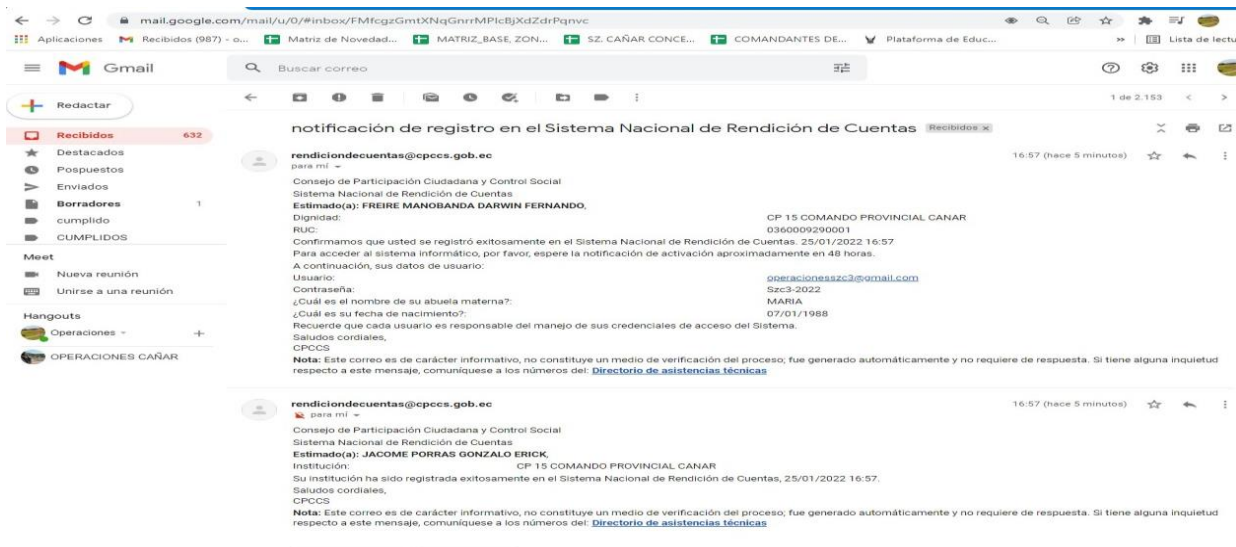 mail.google.com/mail/u/0/#inbox/FMfcgzGmtXNqGnrrMPlcBjXdZdrPqnvc
Aplicaciones Recibidos (987) - o... Matriz de Novedad... MATRIZ_BASE, ZON... SZ. CAÑAR CONCE... COMANDANTES DE... Plataforma de Educ... » Lista de lectu
Gmail Buscar correo
Redactar 1 de 2.153
Recibidos 632
Destacados
Pospuestos
Enviados
Borradores 1
cumplido
CUMPLIDOS
Meet
Nueva reunión
Unirse a una reunión
Hangouts
Operaciones
OPERACIONES CAÑAR
notificación de registro en el Sistema Nacional de Rendición de Cuentas Recibidos x
rendiciondecuentas@cpccs.gob.ec 16:57 (hace 5 minutos)
para mí
Consejo de Participación Ciudadana y Control Social
Sistema Nacional de Rendición de Cuentas
Estimado(a): FREIRE MANOBANDA DARWIN FERNANDO,
Dignidad: CP 15 COMANDO PROVINCIAL CANAR
RUC: 0360009290001
Confirmamos que usted se registró exitosamente en el Sistema Nacional de Rendición de Cuentas. 25/01/2022 16:57
Para acceder al sistema informático, por favor, espere la notificación de activación aproximadamente en 48 horas.
A continuación, sus datos de usuario:
Usuario: operacionesszc3@gmail.com
Contraseña: Szc3-2022
¿Cuál es el nombre de su abuela materna?: MARIA
¿Cuál es su fecha de nacimiento?: 07/01/1988
Recuerde que cada usuario es responsable del manejo de sus credenciales de acceso del Sistema.
Saludos cordiales,
CPCCS
Nota: Este correo es de carácter informativo, no constituye un medio de verificación del proceso; fue generado automáticamente y no requiere de respuesta. Si tiene alguna inquietud
respecto a este mensaje, comuníquese a los números del: Directorio de asistencias técnicas
rendiciondecuentas@cpccs.gob.ec 16:57 (hace 5 minutos)
para mí
Consejo de Participación Ciudadana y Control Social
Sistema Nacional de Rendición de Cuentas
Estimado(a): JACOME PORRAS GONZALO ERICK,
Institución: CP 15 COMANDO PROVINCIAL CANAR
Su institución ha sido registrada exitosamente en el Sistema Nacional de Rendición de Cuentas, 25/01/2022 16:57.
Saludos cordiales,
CPCCS
Nota: Este correo es de carácter informativo, no constituye un medio de verificación del proceso; fue generado automáticamente y no requiere de respuesta. Si tiene alguna inquietud
respecto a este mensaje, comuníquese a los números del: Directorio de asistencias técnicas